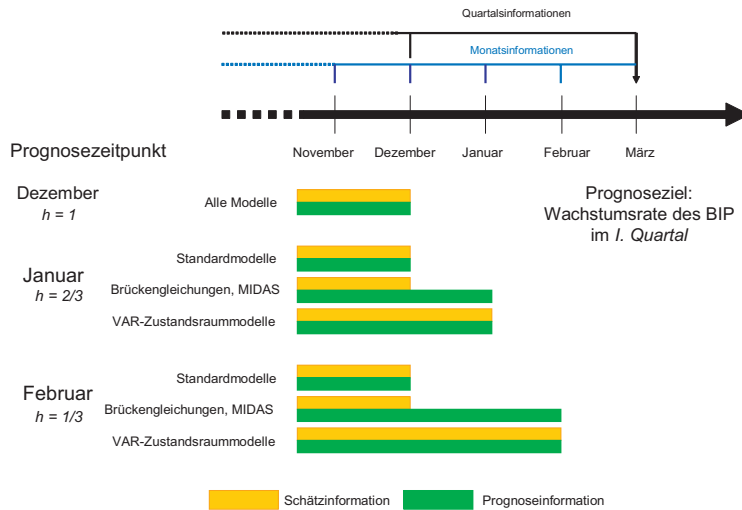 Quartalsinformationen
Monatsinformationen
Prognosezeitpunkt
November Dezember Januar Februar März
Dezember
h = 1
Alle Modelle
Prognoseziel:
Wachstumsrate des BIP
im I. Quartal
Januar
h = 2/3
Standardmodelle
Brückengleichungen, MIDAS
VAR-Zustandsraummodelle
Februar
h = 1/3
Standardmodelle
Brückengleichungen, MIDAS
VAR-Zustandsraummodelle
Schätzinformation Prognoseinformation